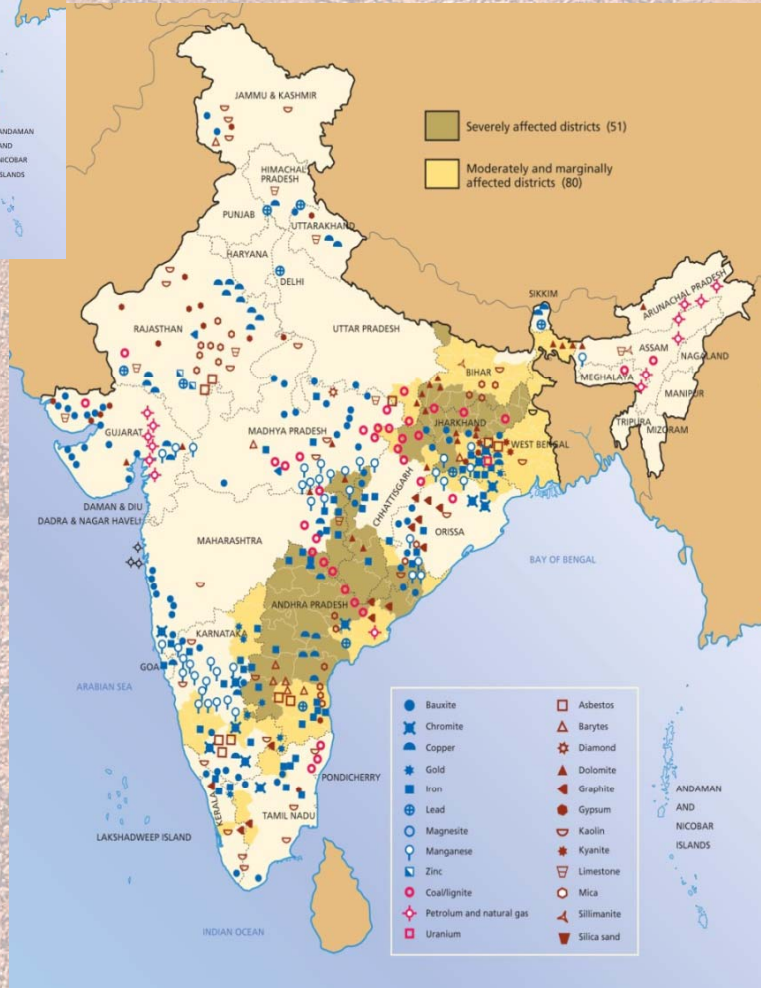 ANDAMAN
AND
NICOBAR
ISLANDS
JAMMU & KASHMIR
Severely affected districts (51)
Moderately and marginally
affected districts (80)
HIMACHAL
PRADESH
PUNJAB
UTTARAKHAND
HARYANA
DELHI
RAJASTHAN
UTTAR PRADESH
SIKKIM
ARUNACHAL PRADESH
ASSAM
NAGALAND
MEGHALAYA
MANIPUR
TRIPURA
MIZORAM
BIHAR
JHARKHAND
WEST BENGAL
GUJARAT
MADHYA PRADESH
CHHATTISGARH
ORISSA
DAMAN & DIU
DADRA & NAGAR HAVELI
MAHARASHTRA
BAY OF BENGAL
ANDHRA PRADESH
KARNATAKA
GOA
ARABIAN SEA
PONDICHERRY
KERALA
TAMIL NADU
LAKSHADWEEP ISLAND
INDIAN OCEAN
Bauxite
Chromite
Copper
Gold
Iron
Lead
Magnesite
Manganese
Zinc
Coal/lignite
Petrolum and natural gas
Uranium
Asbestos
Barytes
Diamond
Dolomite
Graphite
Gypsum
Kaolin
Kyanite
Limestone
Mica
Sillimanite
Silica sand
ANDAMAN
AND
NICOBAR
ISLANDS